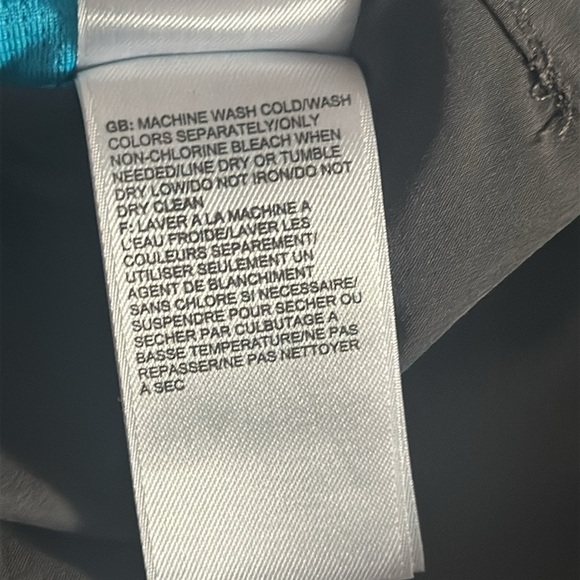 GB: MACHINE WASH COLD/WASH
COLORS SEPARATELY/ONLY
NON-CHLORINE BLEACH WHEN
NEEDED/LINE DRY OR TUMBLE
DRY LOW/DO NOT IRON/DO NOT
DRY CLEAN
F: LAVER A LA MACHINE A
L'EAU FROIDE/LAVER LES
COULEURS SEPAREMENT/
UTILISER SEULEMENT UN
AGENT DE BLANCHIMENT
SANS CHLORE SI NECESSAIRE/
SUSPENDRE POUR SECHER OU
SECHER PAR CULBUTAGE A
BASSE TEMPERATURE/NE PAS
REPASSER/NE PAS NETTOYER
A SEC